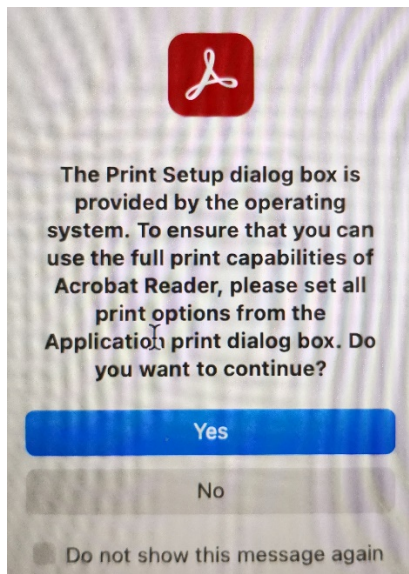 The Print Setup dialog box is
provided by the operating
system. To ensure that you can
use the full print capabilities of
Acrobat Reader, please set all
print options from the
Application print dialog box. Do
you want to continue?
Yes
No
Do not show this message again